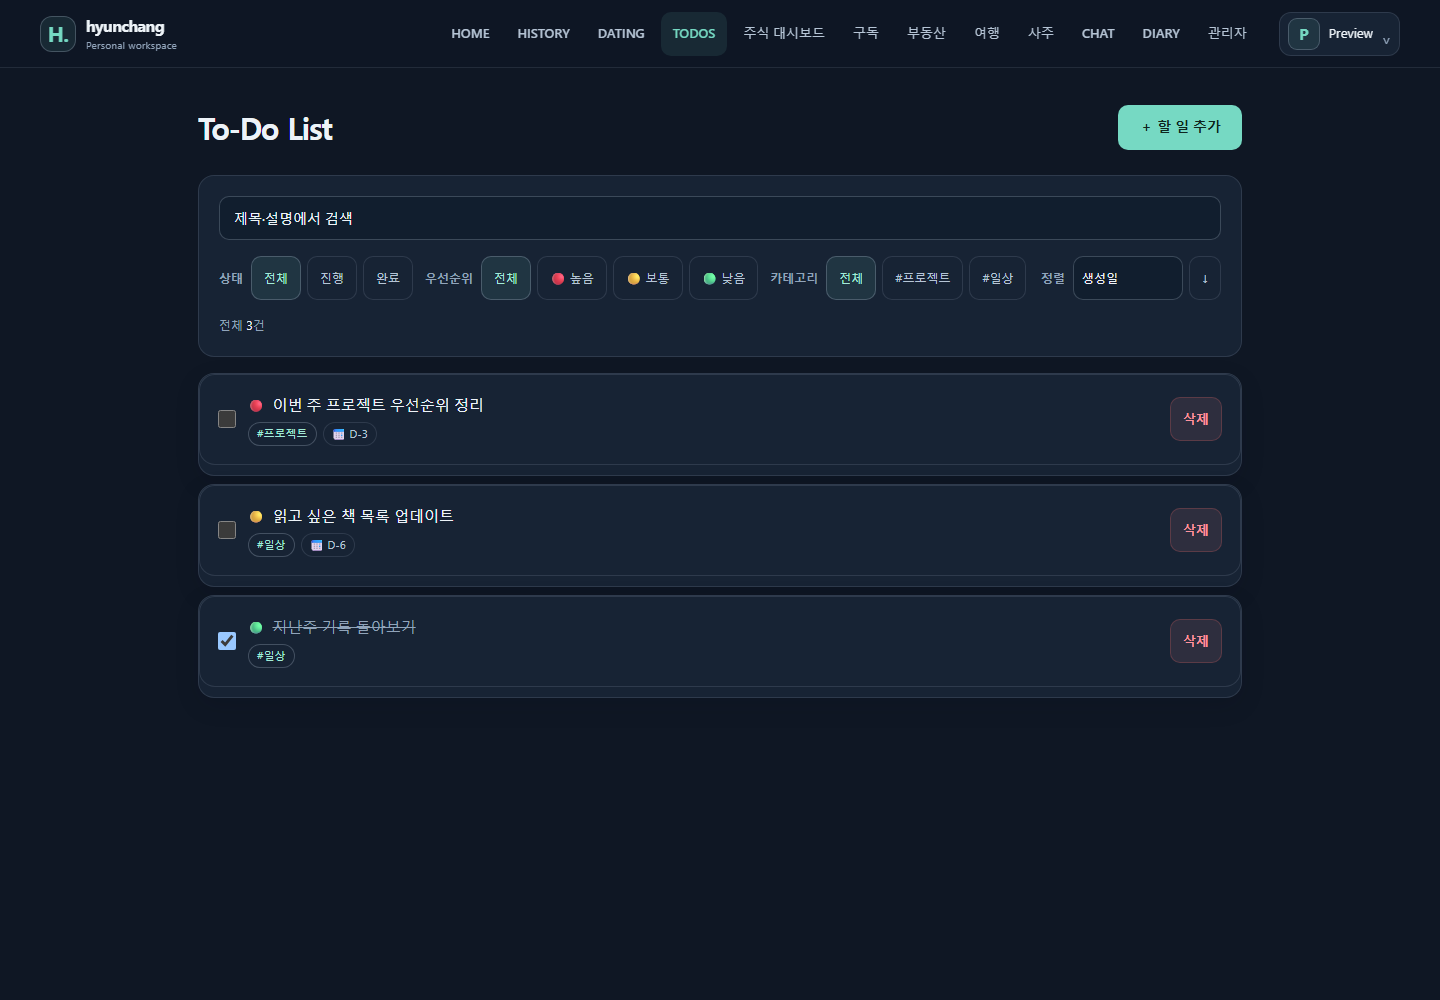 H.
hyunchang
Personal workspace
HOME HISTORY DATING TODOS 주식 대시보드 구독 부동산 여행 사주 CHAT DIARY 관리자
P Preview v
To-Do List
+ 할 일 추가
제목·설명에서 검색
상태 전체 진행 완료 우선순위 전체 높음 보통 낮음 카테고리 전체 #프로젝트 #일상 정렬 생성일 ↓
전체 3건
이번 주 프로젝트 우선순위 정리
#프로젝트 D-3
삭제
읽고 싶은 책 목록 업데이트
#일상 D-6
삭제
지난주 기록 돌아보기
#일상
삭제